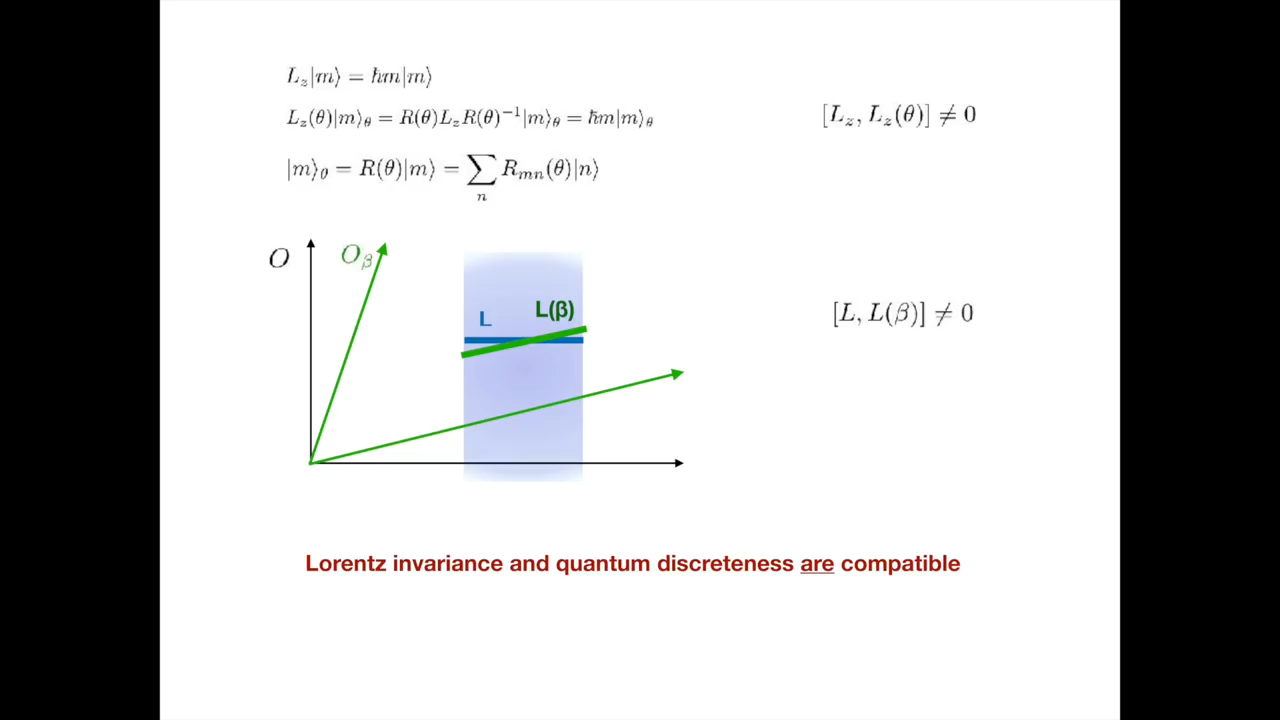 L_z|m⟩ = ħm|m⟩
L_z(θ)|m⟩_θ = R(θ)L_zR(θ)^{−1}|m⟩_θ = ħm|m⟩_θ
[L_z, L_z(θ)] ≠ 0
|m⟩_θ = R(θ)|m⟩ = ∑_n R_{mn}(θ)|n⟩
O
O_β
L
L(β)
[L, L(β)] ≠ 0
Lorentz invariance and quantum discreteness are compatible